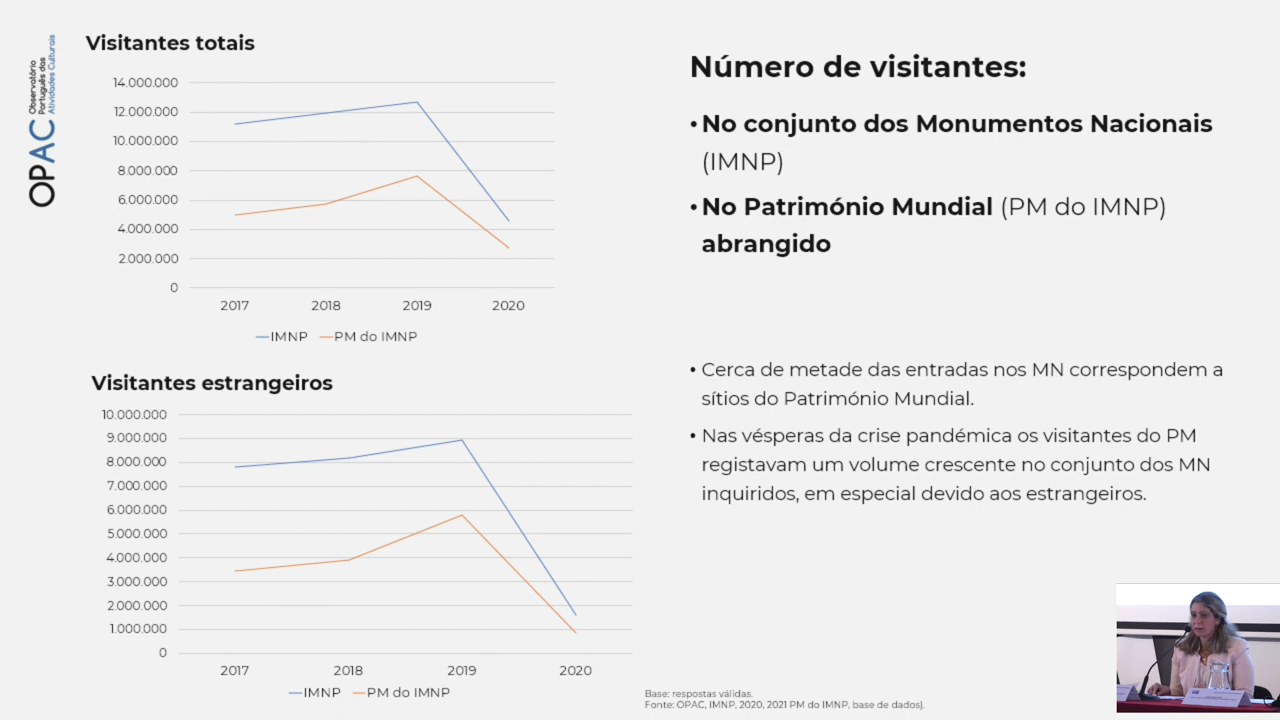 OPAC
Observatório
Português das
Atividades Culturais
Visitantes totais
14.000.000
12.000.000
10.000.000
8.000.000
6.000.000
4.000.000
2.000.000
0
2017 2018 2019 2020
IMNP PM do IMNP
Visitantes estrangeiros
10.000.000
9.000.000
8.000.000
7.000.000
6.000.000
5.000.000
4.000.000
3.000.000
2.000.000
1.000.000
0
2017 2018 2019 2020
IMNP PM do IMNP
Número de visitantes:
• No conjunto dos Monumentos Nacionais
(IMNP)
• No Património Mundial (PM do IMNP)
abrangido
• Cerca de metade das entradas nos MN correspondem a
sítios do Património Mundial.
• Nas vésperas da crise pandémica os visitantes do PM
registavam um volume crescente no conjunto dos MN
inquiridos, em especial devido aos estrangeiros.
Base: respostas válidas.
Fonte: OPAC, IMNP, 2020, 2021 PM do IMNP, base de dados).